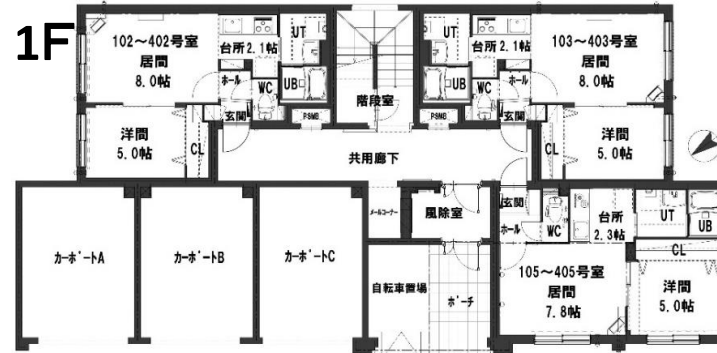 1F
102～402号室
居間
8.0帖
台所 2.1帖
UT
UB
ホール
WC
玄関
洋間
5.0帖
CL
PSMB
階段室
PSMB
UT
台所 2.1帖
UB
WC
ホール
玄関
103～403号室
居間
8.0帖
CL
洋間
5.0帖
共用廊下
カーポートA
カーポートB
カーポートC
メールコーナー
風除室
自転車置場
ポーチ
玄関
ホール
WC
台所
2.3帖
UT
UB
CL
105～405号室
居間
7.8帖
洋間
5.0帖